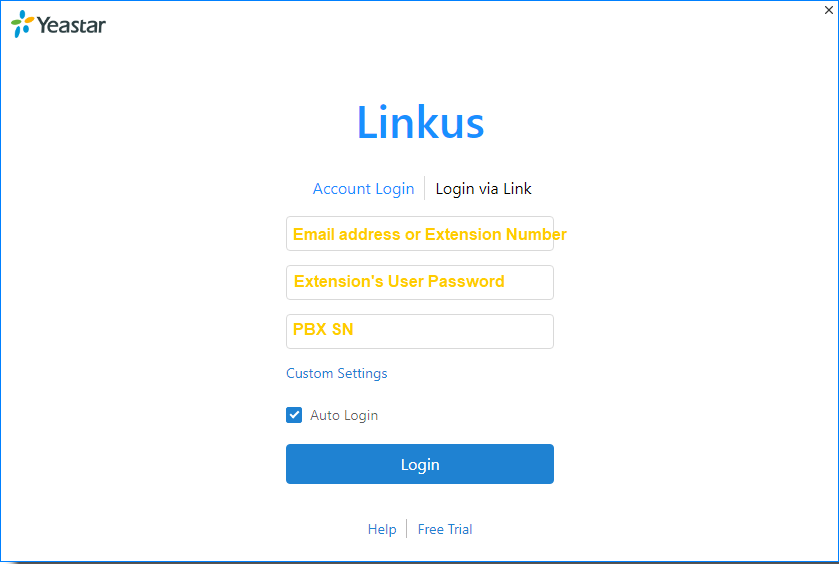 Yeastar
Linkus
Account Login
Login via Link
Email address or Extension Number
Extension's User Password
PBX SN
Custom Settings
Auto Login
Login
Help
Free Trial